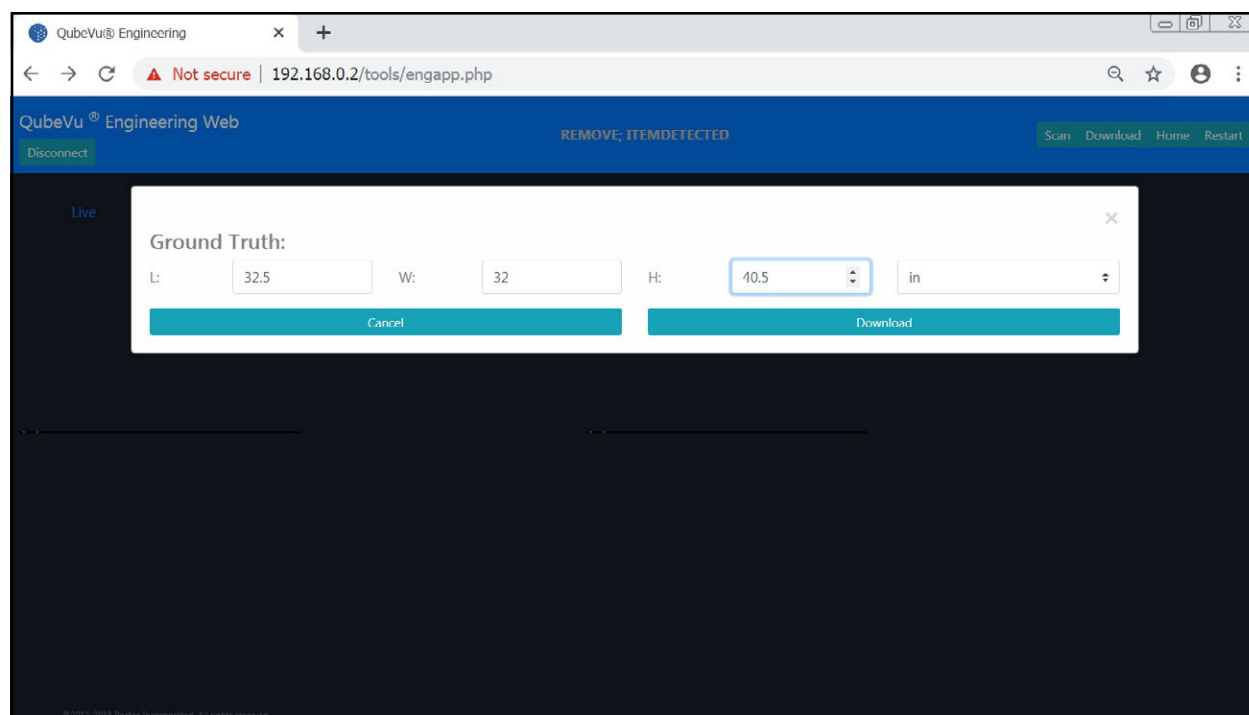 QubeVu® Engineering
Not secure | 192.168.0.2/tools/engapp.php
QubeVu ® Engineering Web
Disconnect
REMOVE; ITEMDETECTED
Scan Download Home Restart
Live
Ground Truth:
L: 32.5 W: 32 H: 40.5 in
Cancel Download